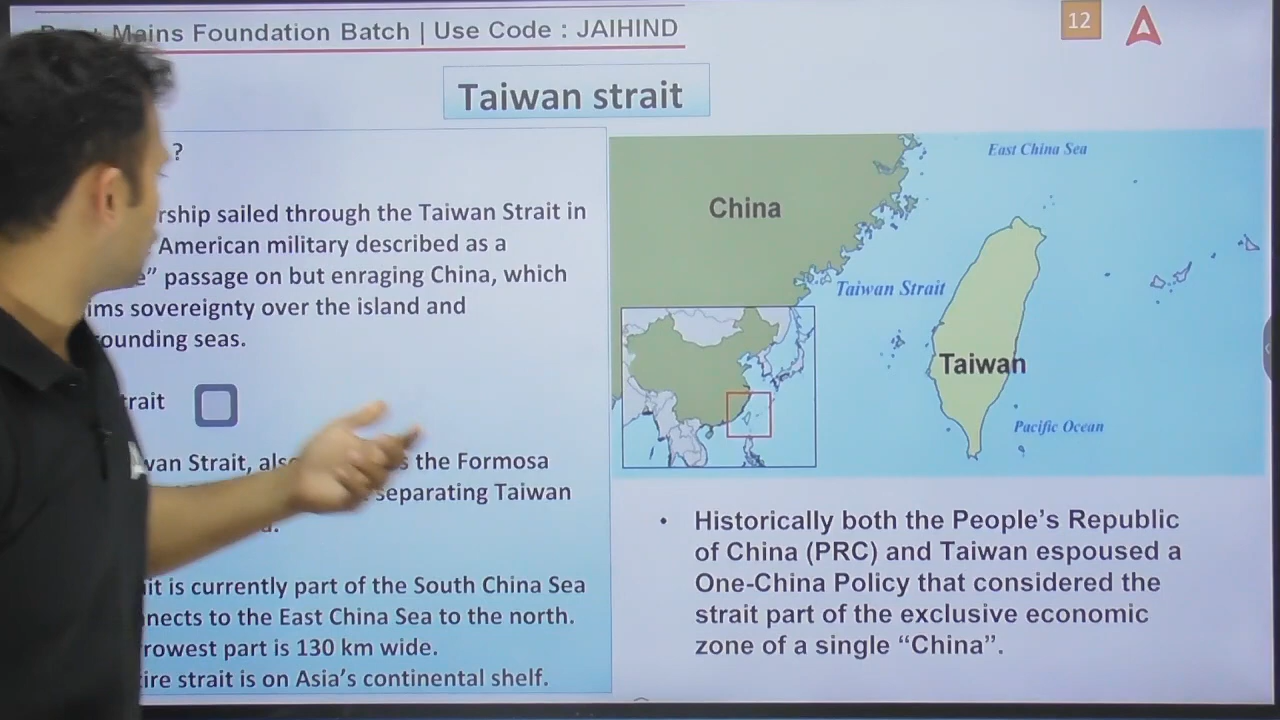 Mains Foundation Batch | Use Code : JAIHIND
12
Taiwan strait
?
rship sailed through the Taiwan Strait in
American military described as a
e” passage on but enraging China, which
ims sovereignty over the island and
ounding seas.
trait
wan Strait, also the Formosa
separating Taiwan
it is currently part of the South China Sea
nnects to the East China Sea to the north.
rowest part is 130 km wide.
ire strait is on Asia’s continental shelf.
East China Sea
China
Taiwan Strait
Taiwan
Pacific Ocean
• Historically both the People’s Republic
of China (PRC) and Taiwan espoused a
One-China Policy that considered the
strait part of the exclusive economic
zone of a single “China”.